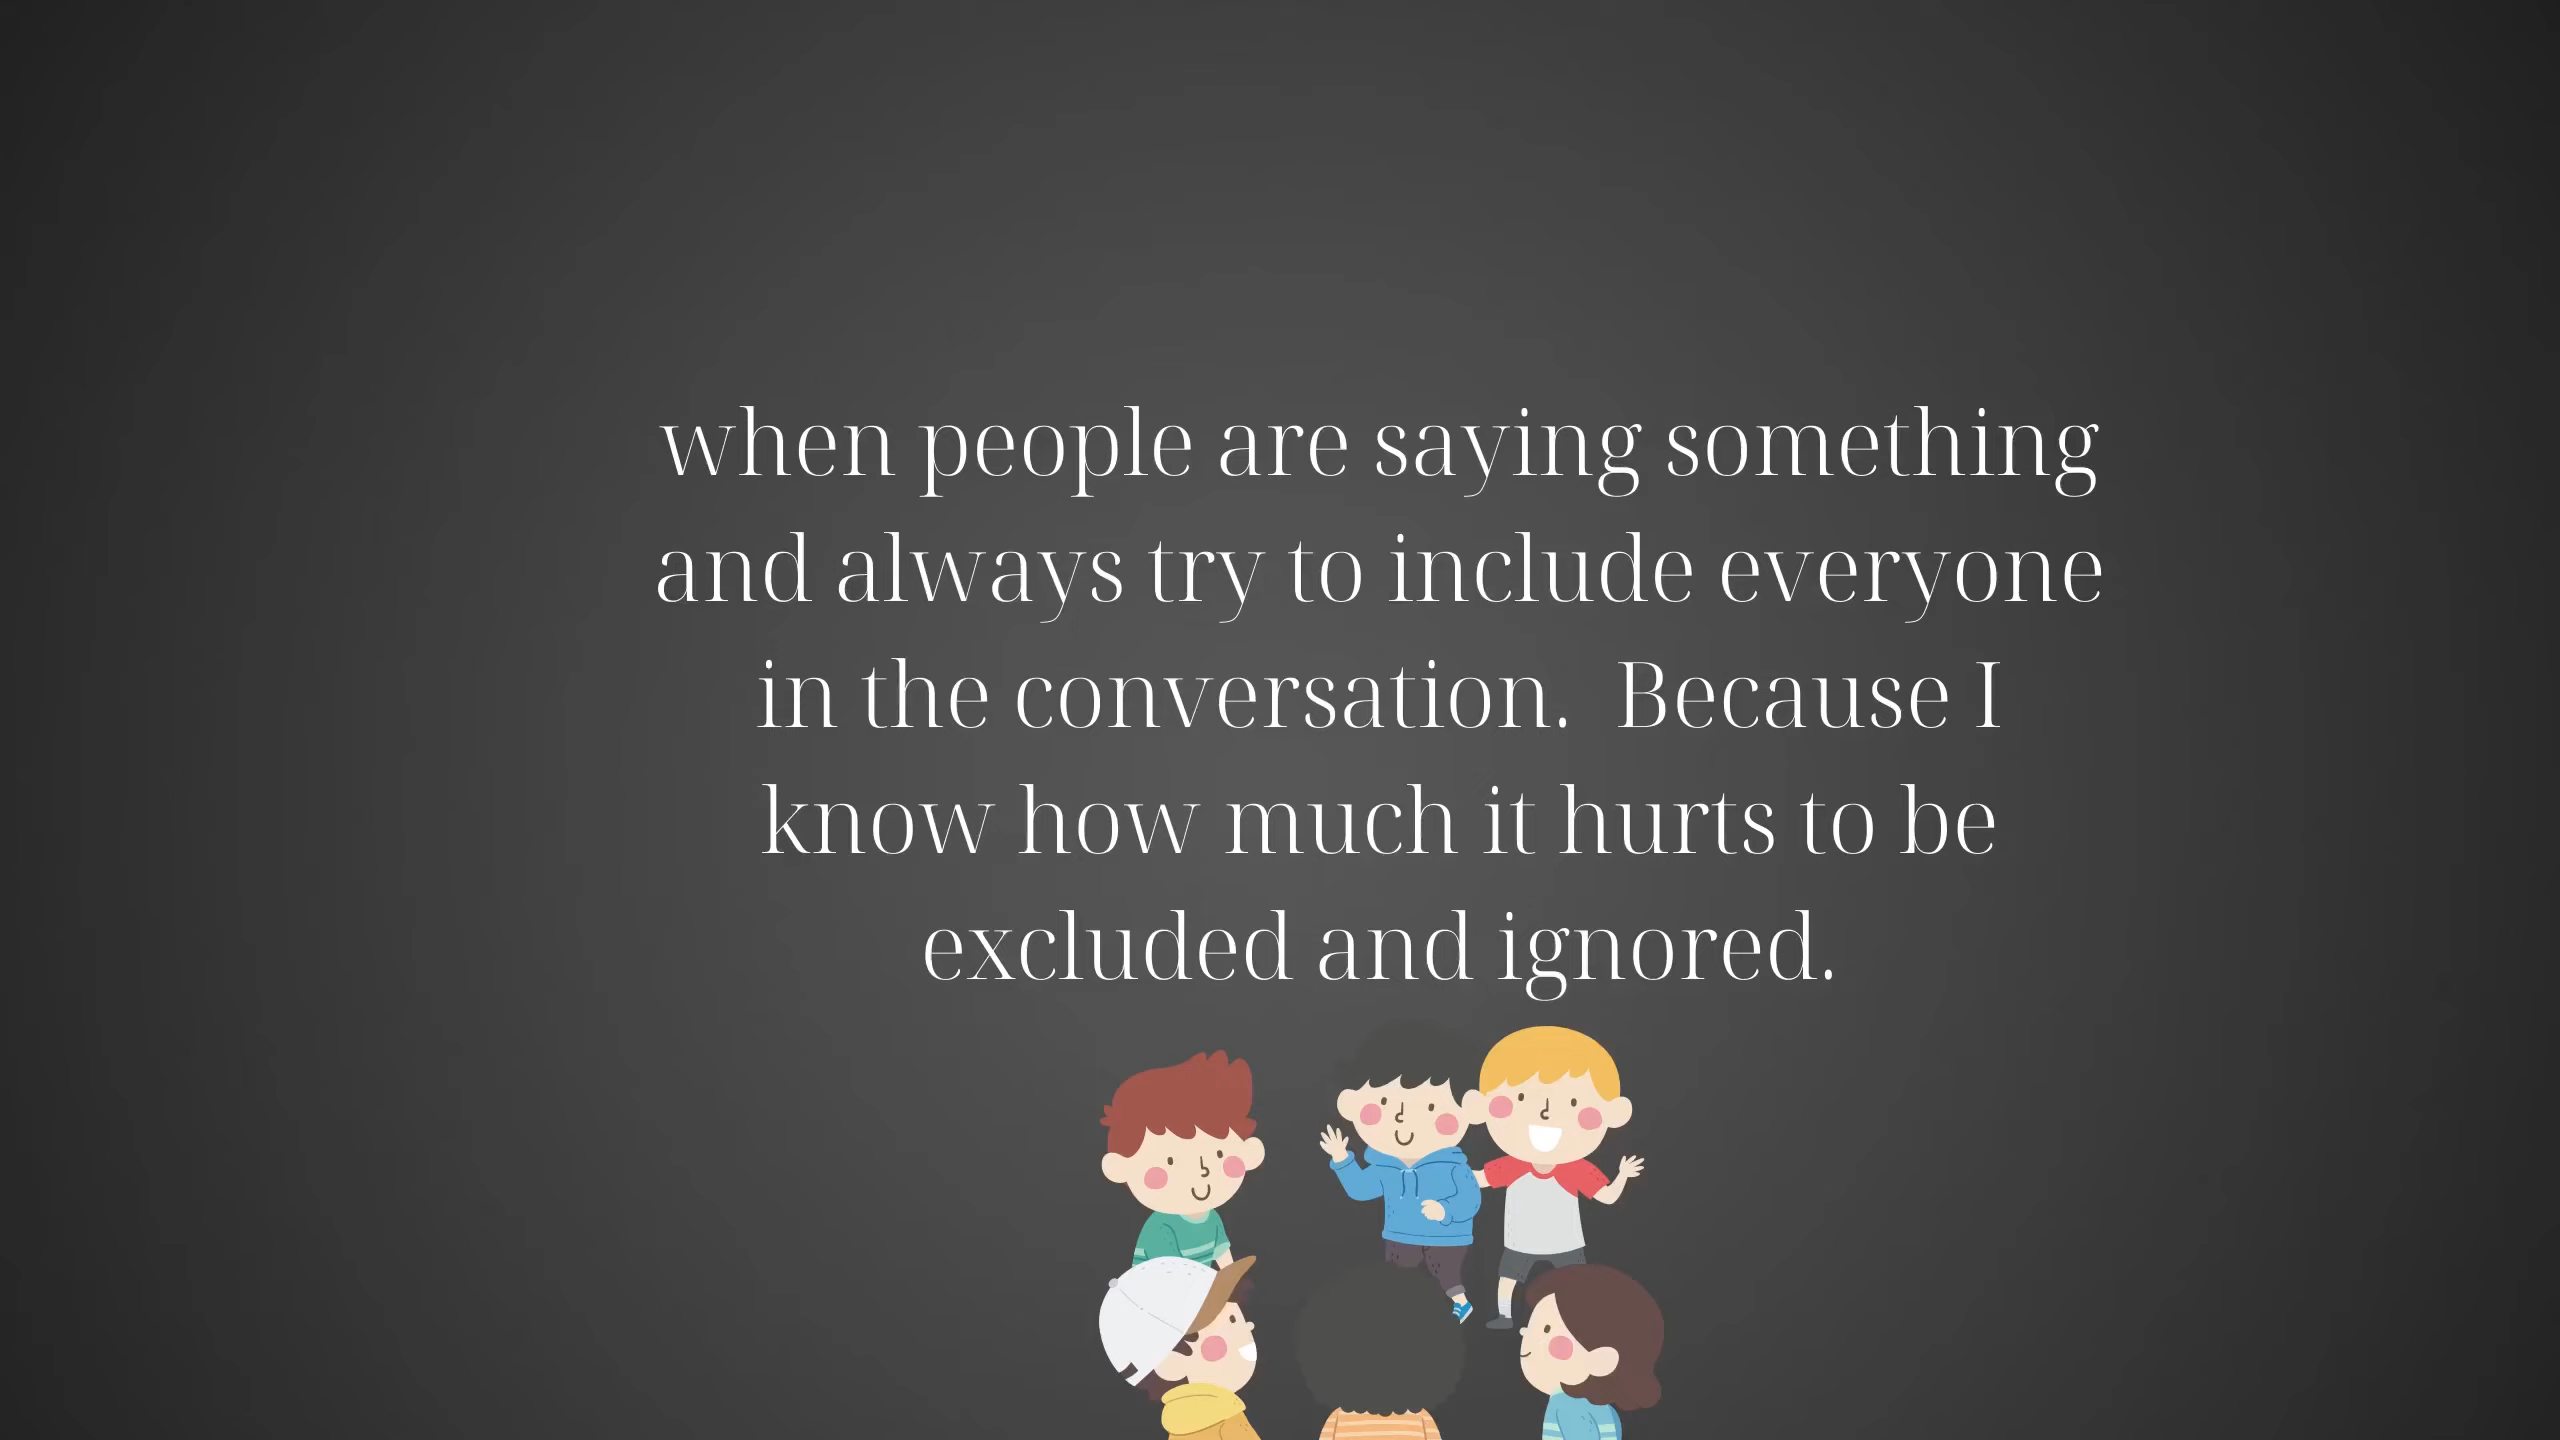 when people are saying something
and always try to include everyone
in the conversation.  Because I
know how much it hurts to be
excluded and ignored.